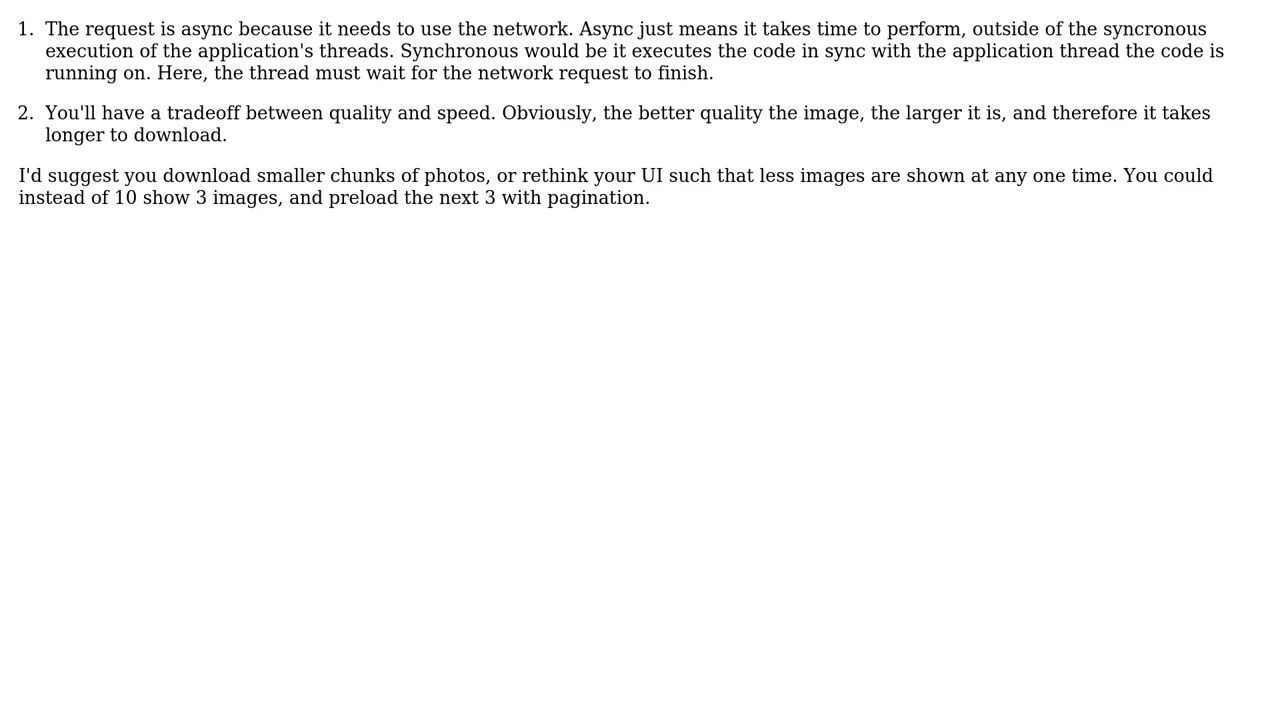 1. The request is async because it needs to use the network. Async just means it takes time to perform, outside of the syncronous
execution of the application's threads. Synchronous would be it executes the code in sync with the application thread the code is
running on. Here, the thread must wait for the network request to finish.
2. You'll have a tradeoff between quality and speed. Obviously, the better quality the image, the larger it is, and therefore it takes
longer to download.
I'd suggest you download smaller chunks of photos, or rethink your UI such that less images are shown at any one time. You could
instead of 10 show 3 images, and preload the next 3 with pagination.